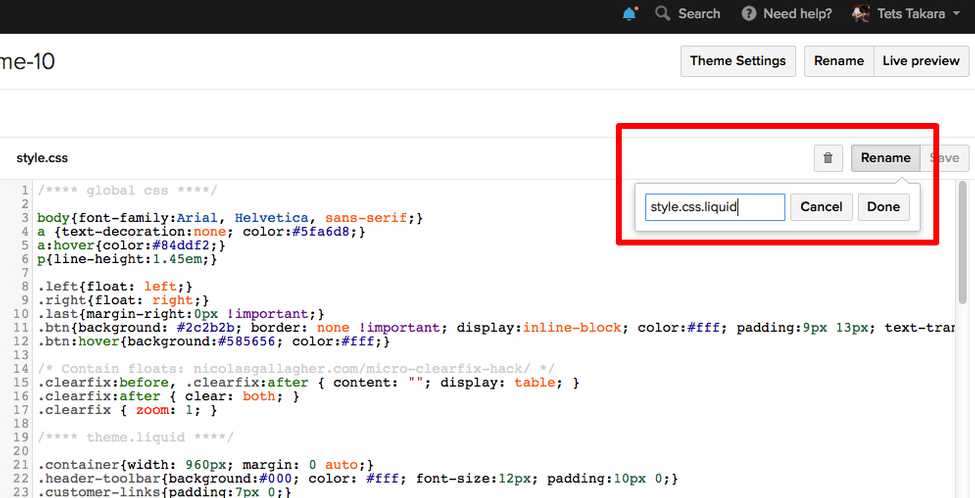 Search Need help? Tets Takara
me-10 Theme Settings Rename Live preview
style.css Rename Save
style.css.liquid Cancel Done
1 /**** global css ****/
2
3 body{font-family:Arial, Helvetica, sans-serif;}
4 a {text-decoration:none; color:#5fa6d8;}
5 a:hover{color:#84ddf2;}
6 p{line-height:1.45em;}
7
8 .left{float: left;}
9 .right{float: right;}
10 .last{margin-right:0px !important;}
11 .btn{background: #2c2b2b; border: none !important; display:inline-block; color:#fff; padding:9px 13px; text-tran
12 .btn:hover{background:#585656; color:#fff;}
13
14 /* Contain floats: nicolasgallagher.com/micro-clearfix-hack/ */
15 .clearfix:before, .clearfix:after { content: ""; display: table; }
16 .clearfix:after { clear: both; }
17 .clearfix { zoom: 1; }
18
19 /**** theme.liquid ****/
20
21 .container{width: 960px; margin: 0 auto;}
22 .header-toolbar{background:#000; color: #fff; font-size:12px; padding:10px 0;}
23 .customer-links{padding:7px 0;}